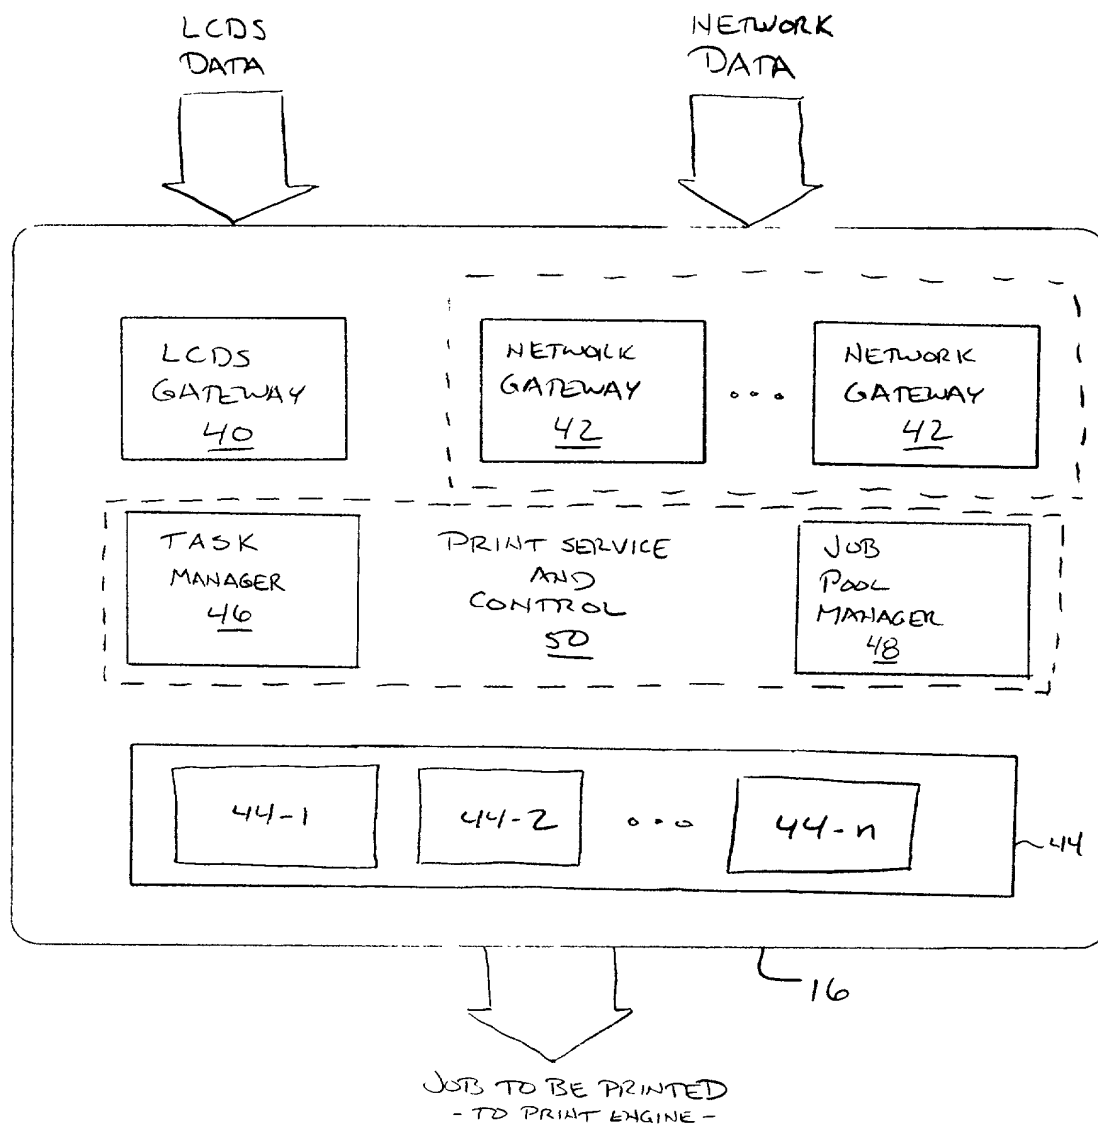 LCDS
DATA
NETWORK
DATA
LCDS
GATEWAY
40
NETWORK
GATEWAY
42
...
NETWORK
GATEWAY
42
TASK
MANAGER
46
PRINT SERVICE
AND
CONTROL
50
JOB
POOL
MANAGER
48
44-1
44-2
...
44-n
44
16
JOB TO BE PRINTED
- TO PRINT ENGINE -